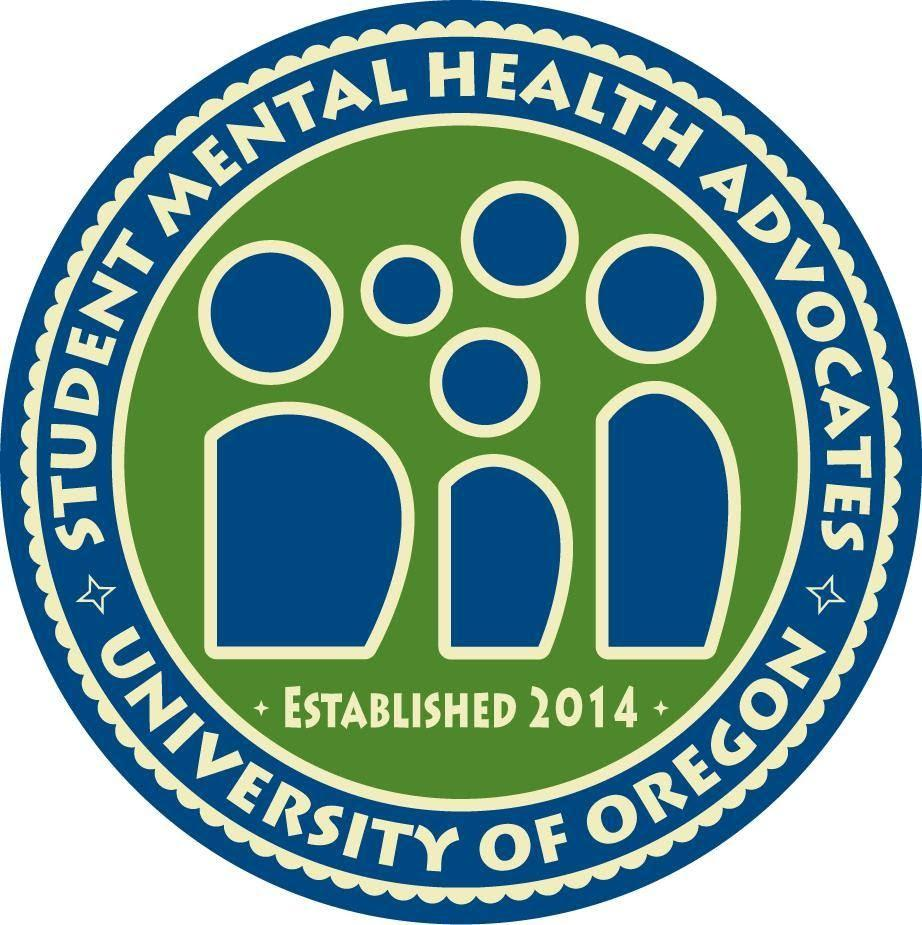 STUDENT MENTAL HEALTH ADVOCATES
ESTABLISHED 2014
UNIVERSITY OF OREGON